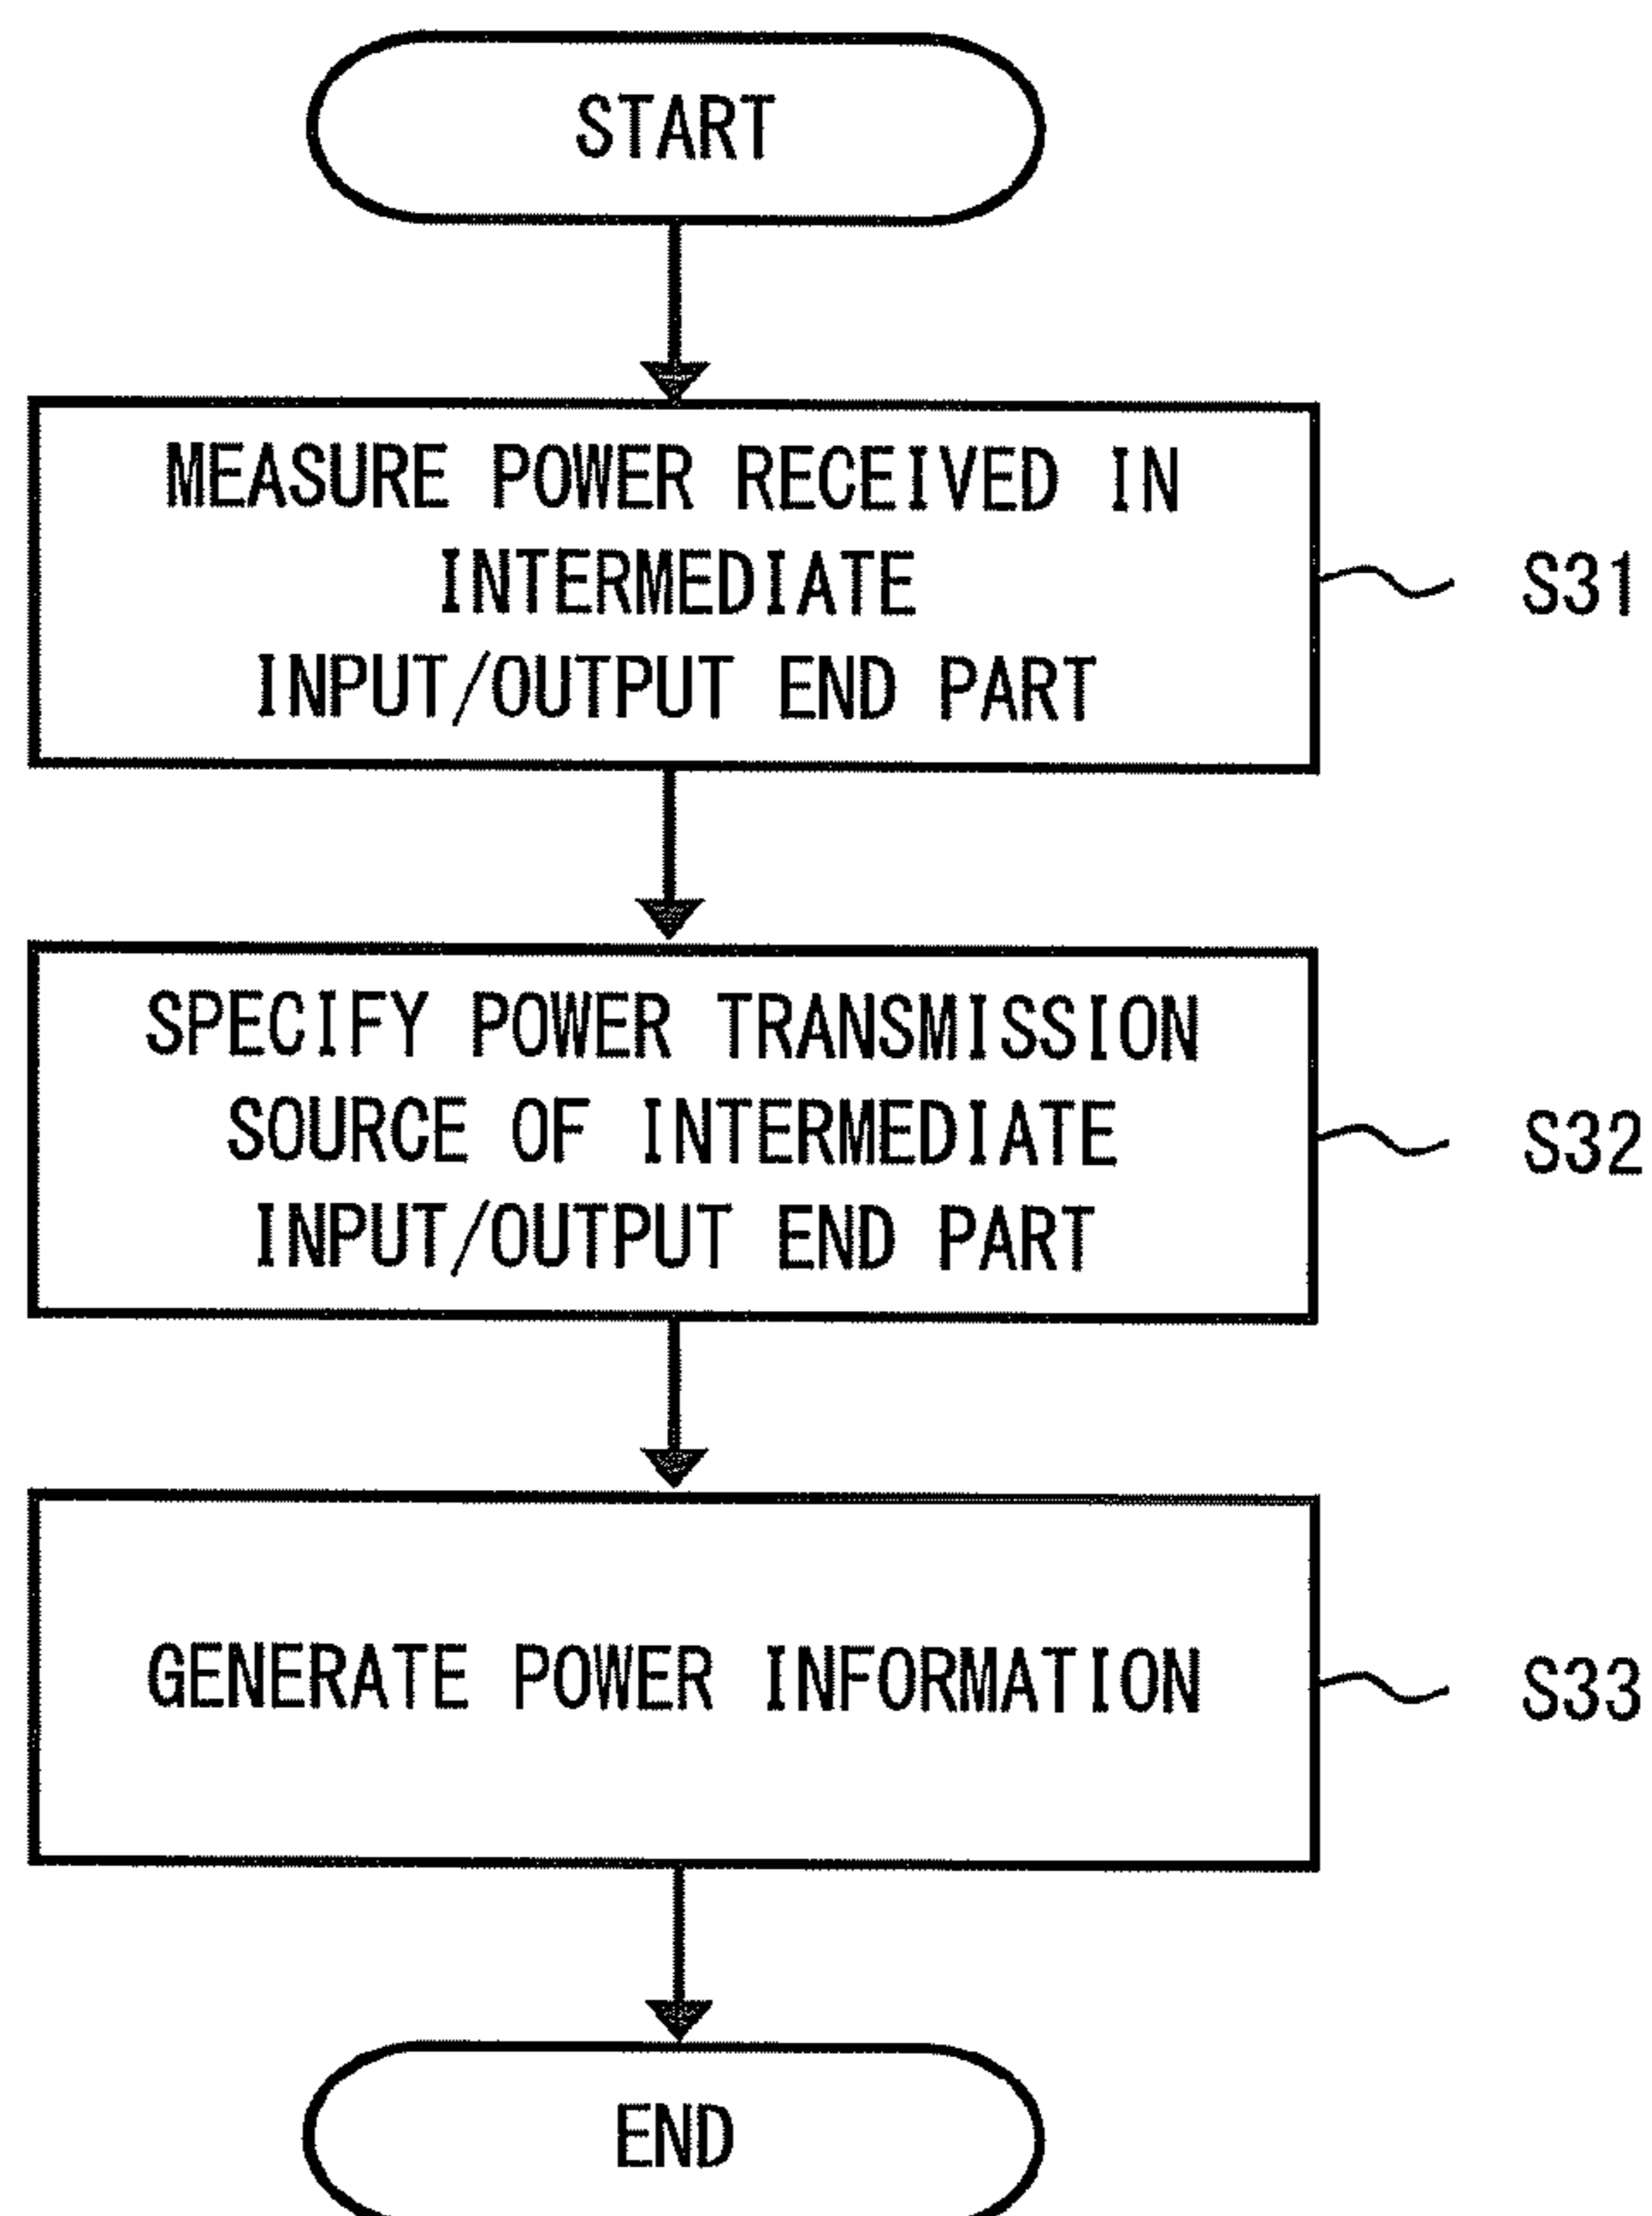 START
MEASURE POWER RECEIVED IN
INTERMEDIATE
INPUT/OUTPUT END PART
S31
SPECIFY POWER TRANSMISSION
SOURCE OF INTERMEDIATE
INPUT/OUTPUT END PART
S32
GENERATE POWER INFORMATION
S33
END